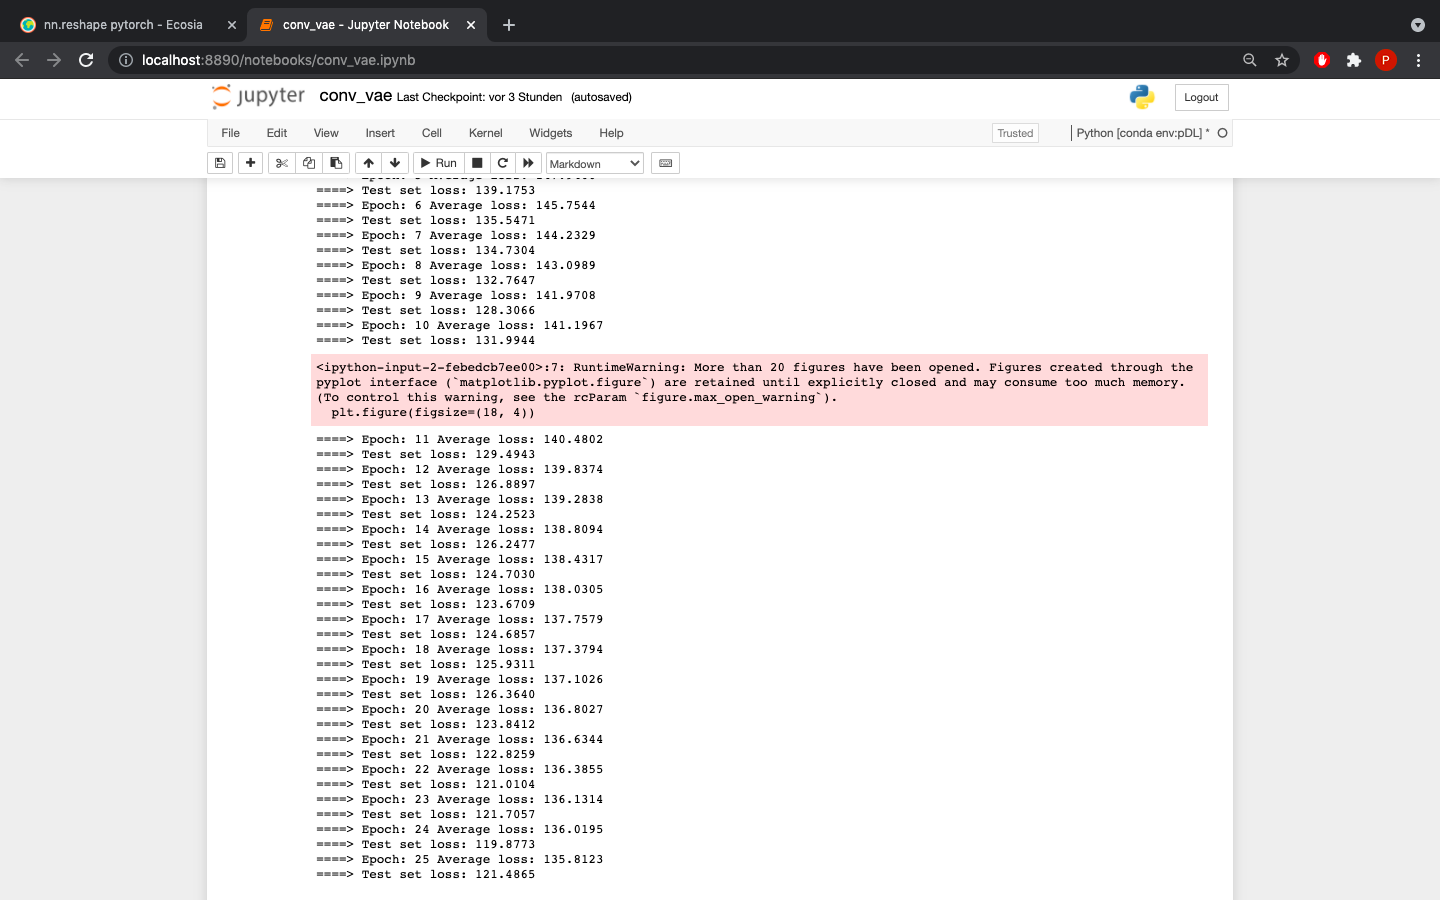 nn.reshape pytorch - Ecosia
conv_vae - Jupyter Notebook
localhost:8890/notebooks/conv_vae.ipynb
P
jupyter conv_vae Last Checkpoint: vor 3 Stunden (autosaved)
Logout
File Edit View Insert Cell Kernel Widgets Help
Trusted
Python [conda env:pDL] *
Run
Markdown
====> Test set loss: 139.1753
====> Epoch: 6 Average loss: 145.7544
====> Test set loss: 135.5471
====> Epoch: 7 Average loss: 144.2329
====> Test set loss: 134.7304
====> Epoch: 8 Average loss: 143.0989
====> Test set loss: 132.7647
====> Epoch: 9 Average loss: 141.9708
====> Test set loss: 128.3066
====> Epoch: 10 Average loss: 141.1967
====> Test set loss: 131.9944
<ipython-input-2-febedcb7ee00>:7: RuntimeWarning: More than 20 figures have been opened. Figures created through the
pyplot interface (`matplotlib.pyplot.figure`) are retained until explicitly closed and may consume too much memory.
(To control this warning, see the rcParam `figure.max_open_warning`).
plt.figure(figsize=(18, 4))
====> Epoch: 11 Average loss: 140.4802
====> Test set loss: 129.4943
====> Epoch: 12 Average loss: 139.8374
====> Test set loss: 126.8897
====> Epoch: 13 Average loss: 139.2838
====> Test set loss: 124.2523
====> Epoch: 14 Average loss: 138.8094
====> Test set loss: 126.2477
====> Epoch: 15 Average loss: 138.4317
====> Test set loss: 124.7030
====> Epoch: 16 Average loss: 138.0305
====> Test set loss: 123.6709
====> Epoch: 17 Average loss: 137.7579
====> Test set loss: 124.6857
====> Epoch: 18 Average loss: 137.3794
====> Test set loss: 125.9311
====> Epoch: 19 Average loss: 137.1026
====> Test set loss: 126.3640
====> Epoch: 20 Average loss: 136.8027
====> Test set loss: 123.8412
====> Epoch: 21 Average loss: 136.6344
====> Test set loss: 122.8259
====> Epoch: 22 Average loss: 136.3855
====> Test set loss: 121.0104
====> Epoch: 23 Average loss: 136.1314
====> Test set loss: 121.7057
====> Epoch: 24 Average loss: 136.0195
====> Test set loss: 119.8773
====> Epoch: 25 Average loss: 135.8123
====> Test set loss: 121.4865